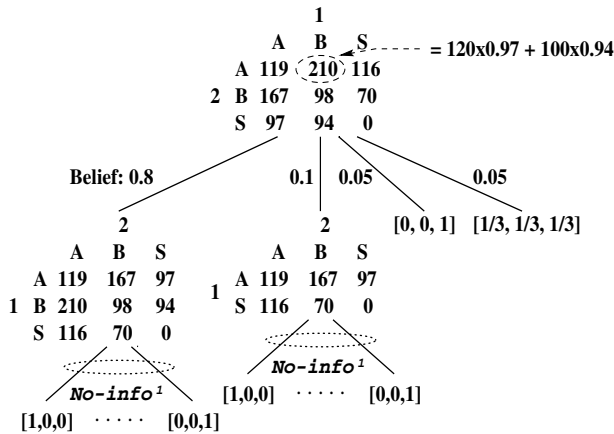 1
A B S
A 119 210 116 = 120x0.97 + 100x0.94
2 B 167 98 70
S 97 94 0
Belief: 0.8 0.1 0.05 0.05
[0, 0, 1] [1/3, 1/3, 1/3]
2
A B S
A 119 167 97
1 B 210 98 94
S 116 70 0
No-info¹
[1,0,0] · · · · · [0,0,1]
2
A B S
A 119 167 97
1
S 116 70 0
No-info¹
[1,0,0] · · · · · [0,0,1]